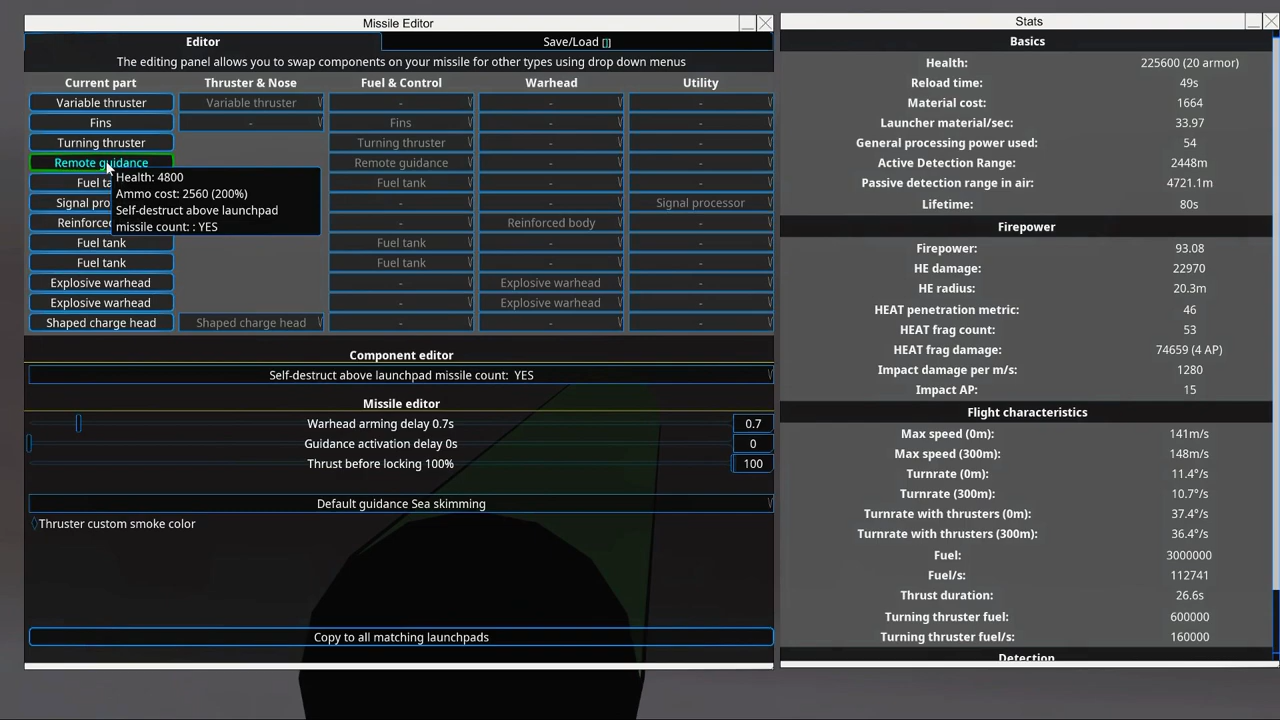 Missile Editor
Editor
Save/Load []
The editing panel allows you to swap components on your missile for other types using drop down menus
Current part Thruster & Nose Fuel & Control Warhead Utility
Variable thruster Variable thruster V - V - V - V
Fins - V Fins V - V - V
Turning thruster Turning thruster V - V - V
Remote guidance Remote guidance V - V - V
Fuel ta Fuel tank V - V - V
Signal pro - V - V Signal processor V
Reinforce - V Reinforced body V - V
Fuel tank Fuel tank V - V - V
Fuel tank Fuel tank V - V - V
Explosive warhead - V Explosive warhead V - V
Explosive warhead - V Explosive warhead V - V
Shaped charge head Shaped charge head V - V - V - V
Health: 4800
Ammo cost: 2560 (200%)
Self-destruct above launchpad
missile count: : YES
Component editor
Self-destruct above launchpad missile count: YES V
Missile editor
Warhead arming delay 0.7s 0.7
Guidance activation delay 0s 0
Thrust before locking 100% 100
Default guidance Sea skimming V
Thruster custom smoke color
Copy to all matching launchpads
Stats
Basics
Health: 225600 (20 armor)
Reload time: 49s
Material cost: 1664
Launcher material/sec: 33.97
General processing power used: 54
Active Detection Range: 2448m
Passive detection range in air: 4721.1m
Lifetime: 80s
Firepower
Firepower: 93.08
HE damage: 22970
HE radius: 20.3m
HEAT penetration metric: 46
HEAT frag count: 53
HEAT frag damage: 74659 (4 AP)
Impact damage per m/s: 1280
Impact AP: 15
Flight characteristics
Max speed (0m): 141m/s
Max speed (300m): 148m/s
Turnrate (0m): 11.4°/s
Turnrate (300m): 10.7°/s
Turnrate with thrusters (0m): 37.4°/s
Turnrate with thrusters (300m): 36.4°/s
Fuel: 3000000
Fuel/s: 112741
Thrust duration: 26.6s
Turning thruster fuel: 600000
Turning thruster fuel/s: 160000
Detection